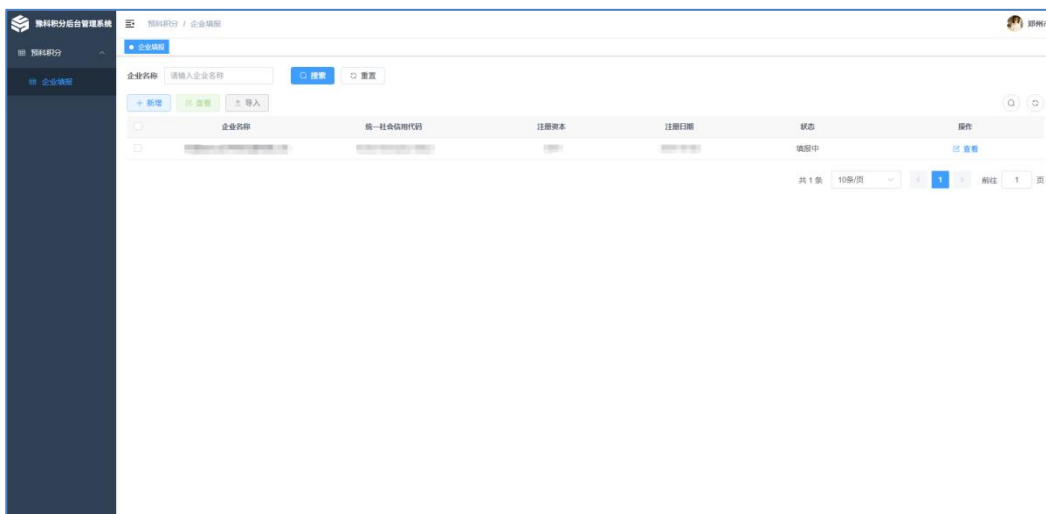 豫科积分后台管理系统
预科积分 / 企业填报
郑州
预科积分
企业填报
企业填报
企业名称 请输入企业名称 搜索 重置
+ 新增 查看 导入
企业名称 统一社会信用代码 注册资本 注册日期 状态 操作
填报中 查看
共 1 条 10条/页 < 1 > 前往 1 页